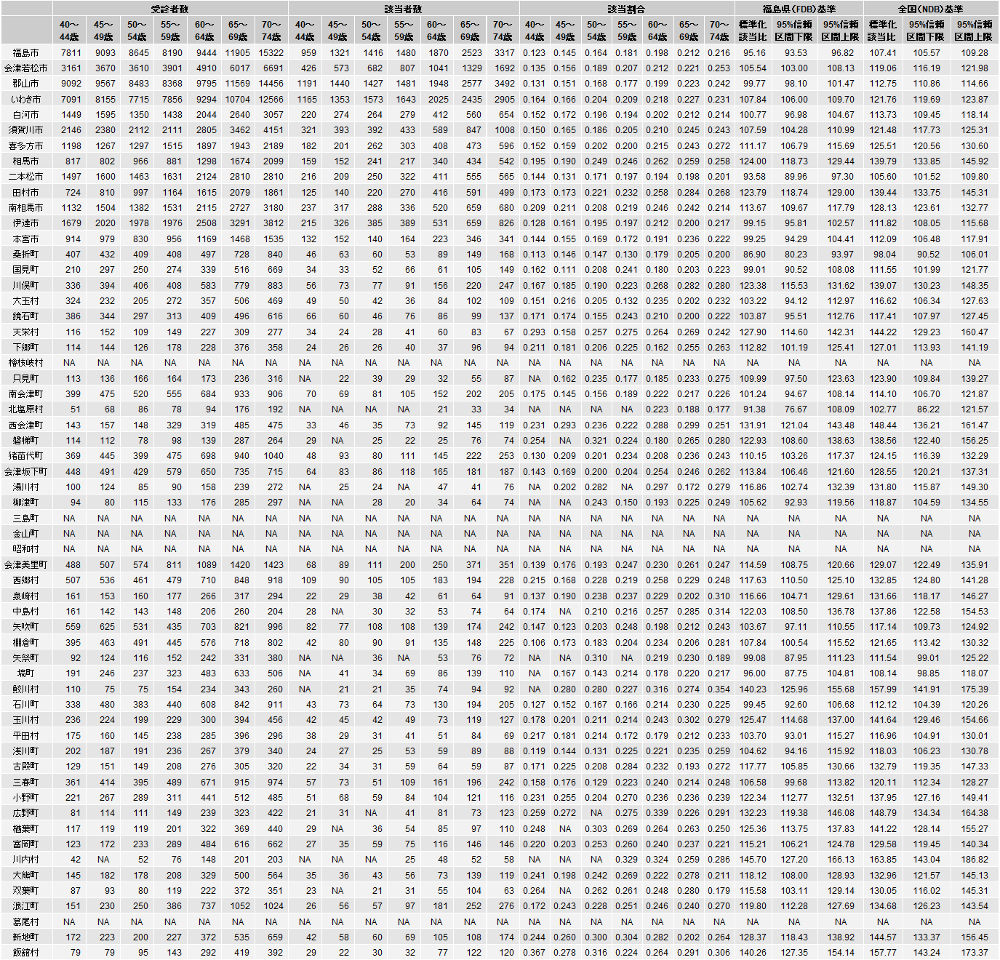 受診者数 該当者数 該当割合 福島県(FDB)基準 全国(NDB)基準
40～44歳 45～49歳 50～54歳 55～59歳 60～64歳 65～69歳 70～74歳 40～44歳 45～49歳 50～54歳 55～59歳 60～64歳 65～69歳 70～74歳 40～44歳 45～49歳 50～54歳 55～59歳 60～64歳 65～69歳 70～74歳 標準化該当比 95%信頼区間下限 95%信頼区間上限 標準化該当比 95%信頼区間下限 95%信頼区間上限
福島市 7811 9093 8645 8190 9444 11905 15322 959 1321 1416 1480 1870 2523 3317 0.123 0.145 0.164 0.181 0.198 0.212 0.216 95.16 93.53 96.82 107.41 105.57 109.28
会津若松市 3161 3670 3610 3901 4910 6017 6691 426 573 682 807 1041 1329 1692 0.135 0.156 0.189 0.207 0.212 0.221 0.253 105.54 103.00 108.13 119.06 116.19 121.98
郡山市 9092 9567 8483 8368 9795 11569 14456 1191 1440 1427 1481 1948 2577 3492 0.131 0.151 0.168 0.177 0.199 0.223 0.242 99.77 98.10 101.47 112.75 110.86 114.66
いわき市 7091 8155 7715 7856 9294 10704 12566 1165 1353 1573 1643 2025 2435 2905 0.164 0.166 0.204 0.209 0.218 0.227 0.231 107.84 106.00 109.70 121.76 119.69 123.87
白河市 1449 1595 1350 1438 2044 2640 3057 220 274 264 279 412 560 654 0.152 0.172 0.196 0.194 0.202 0.212 0.214 100.77 96.98 104.67 113.73 109.45 118.14
須賀川市 2146 2380 2112 2111 2805 3462 4151 321 393 392 433 589 847 1008 0.150 0.165 0.186 0.205 0.210 0.245 0.243 107.59 104.28 110.99 121.48 117.73 125.31
喜多方市 1198 1267 1297 1515 1897 1943 2189 182 201 262 303 408 473 596 0.152 0.159 0.202 0.200 0.215 0.243 0.272 111.17 106.79 115.69 125.51 120.56 130.60
相馬市 817 802 966 881 1298 1674 2099 159 152 241 217 340 434 542 0.195 0.190 0.249 0.246 0.262 0.259 0.258 124.00 118.73 129.44 139.79 133.85 145.92
二本松市 1497 1600 1463 1631 2124 2810 2810 216 209 250 322 411 555 565 0.144 0.131 0.171 0.197 0.194 0.198 0.201 93.58 89.96 97.30 105.60 101.52 109.80
田村市 724 810 997 1164 1615 2079 1861 125 140 220 270 416 591 499 0.173 0.173 0.221 0.232 0.258 0.284 0.268 123.79 118.74 129.00 139.44 133.75 145.31
南相馬市 1132 1504 1382 1531 2115 2727 3180 237 317 288 336 520 659 680 0.209 0.211 0.208 0.219 0.246 0.242 0.214 113.67 109.67 117.79 128.13 123.61 132.77
伊達市 1679 2020 1978 1976 2508 3291 3812 215 326 385 389 531 659 826 0.128 0.161 0.195 0.197 0.212 0.200 0.217 99.15 95.81 102.57 111.82 108.05 115.68
本宮市 914 979 830 956 1169 1468 1535 132 152 140 164 223 346 341 0.144 0.155 0.169 0.172 0.191 0.236 0.222 99.25 94.29 104.41 112.09 106.48 117.91
桑折町 407 432 409 408 497 728 840 46 63 60 53 89 149 168 0.113 0.146 0.147 0.130 0.179 0.205 0.200 86.90 80.23 93.97 98.04 90.52 106.01
国見町 210 297 250 274 339 516 669 34 33 52 66 61 105 149 0.162 0.111 0.208 0.241 0.180 0.203 0.223 99.01 90.52 108.08 111.55 101.99 121.77
川俣町 336 394 406 408 583 779 883 56 73 77 91 156 220 247 0.167 0.185 0.190 0.223 0.268 0.282 0.280 123.38 115.53 131.62 139.07 130.23 148.35
大玉村 324 232 205 272 357 506 469 49 50 42 36 84 102 109 0.151 0.216 0.205 0.132 0.235 0.202 0.232 103.22 94.12 112.97 116.62 106.34 127.63
鏡石町 386 344 297 313 409 496 616 66 60 46 76 86 99 137 0.171 0.174 0.155 0.243 0.210 0.200 0.222 103.87 95.51 112.76 117.41 107.97 127.45
天栄村 116 152 109 149 227 309 277 34 24 28 41 60 83 67 0.293 0.158 0.257 0.275 0.264 0.269 0.242 127.90 114.60 142.31 144.22 129.23 160.47
下郷町 114 144 126 178 228 376 358 24 26 26 40 37 96 94 0.211 0.181 0.206 0.225 0.162 0.255 0.263 112.82 101.19 125.41 127.01 113.93 141.19
檜枝岐村 NA NA NA NA NA NA NA NA NA NA NA NA NA NA NA NA NA NA NA NA NA NA NA NA NA NA NA
只見町 113 136 166 164 173 236 316 NA 22 39 29 32 55 87 NA 0.162 0.235 0.177 0.185 0.233 0.275 109.99 97.50 123.63 123.90 109.84 139.27
南会津町 399 475 520 555 684 933 906 70 69 81 105 152 202 205 0.175 0.145 0.156 0.189 0.222 0.217 0.226 101.24 94.67 108.14 114.10 106.70 121.87
北塩原村 51 68 86 78 94 176 192 NA NA NA NA 21 33 34 NA NA NA NA 0.223 0.188 0.177 91.38 76.67 108.09 102.77 86.22 121.57
西会津町 143 157 148 329 319 485 475 33 46 35 73 92 145 119 0.231 0.293 0.236 0.222 0.288 0.299 0.251 131.91 121.04 143.48 148.44 136.21 161.47
磐梯町 114 112 78 98 139 287 264 29 NA 25 22 25 76 74 0.254 NA 0.321 0.224 0.180 0.265 0.280 122.93 108.60 138.63 138.56 122.40 156.25
猪苗代町 369 445 399 475 698 940 1040 48 93 80 111 145 222 253 0.130 0.209 0.201 0.234 0.208 0.236 0.243 110.15 103.26 117.37 124.15 116.39 132.29
会津坂下町 448 491 429 579 650 735 715 64 83 86 118 165 181 187 0.143 0.169 0.200 0.204 0.254 0.246 0.262 113.84 106.46 121.60 128.55 120.21 137.31
湯川村 100 124 85 90 158 239 272 NA 25 24 NA 47 41 76 NA 0.202 0.282 NA 0.297 0.172 0.279 116.86 102.74 132.39 131.80 115.87 149.30
柳津町 94 80 115 133 176 285 297 NA NA 28 20 34 64 74 NA NA 0.243 0.150 0.193 0.225 0.249 105.62 92.93 119.56 118.87 104.59 134.55
三島町 NA NA NA NA NA NA NA NA NA NA NA NA NA NA NA NA NA NA NA NA NA NA NA NA NA NA NA
金山町 NA NA NA NA NA NA NA NA NA NA NA NA NA NA NA NA NA NA NA NA NA NA NA NA NA NA NA
昭和村 NA NA NA NA NA NA NA NA NA NA NA NA NA NA NA NA NA NA NA NA NA NA NA NA NA NA NA
会津美里町 488 507 574 811 1089 1420 1423 68 89 111 200 250 371 351 0.139 0.176 0.193 0.247 0.230 0.261 0.247 114.59 108.75 120.66 129.07 122.49 135.91
西郷村 507 536 461 479 710 848 918 109 90 105 105 183 194 228 0.215 0.168 0.228 0.219 0.258 0.229 0.248 117.63 110.50 125.10 132.85 124.80 141.28
泉崎村 161 153 160 177 266 317 294 22 29 38 42 61 64 91 0.137 0.190 0.238 0.237 0.229 0.202 0.310 116.66 104.71 129.61 131.66 118.17 146.27
中島村 161 142 143 148 206 260 204 28 NA 30 32 53 74 64 0.174 NA 0.210 0.216 0.257 0.285 0.314 122.03 108.50 136.78 137.86 122.58 154.53
矢吹町 559 625 531 435 703 821 996 82 77 108 108 139 174 242 0.147 0.123 0.203 0.248 0.198 0.212 0.243 103.67 97.11 110.55 117.14 109.73 124.92
棚倉町 395 463 491 445 576 718 802 42 80 90 91 135 148 225 0.106 0.173 0.183 0.204 0.234 0.206 0.281 107.84 100.54 115.52 121.65 113.42 130.32
矢祭町 92 124 116 152 242 331 380 NA NA 36 NA 53 76 72 NA NA 0.310 NA 0.219 0.230 0.189 99.08 87.95 111.23 111.54 99.01 125.22
塙町 191 246 237 323 483 633 506 NA 41 34 69 86 139 110 NA 0.167 0.143 0.214 0.178 0.220 0.217 96.00 87.75 104.81 108.14 98.85 118.07
鮫川村 110 75 75 154 234 343 260 NA 21 21 35 74 94 92 NA 0.280 0.280 0.227 0.316 0.274 0.354 140.23 125.96 155.68 157.99 141.91 175.39
石川町 338 480 383 440 608 842 911 43 73 64 73 130 194 205 0.127 0.152 0.167 0.166 0.214 0.230 0.225 99.45 92.60 106.68 112.12 104.39 120.26
玉川村 236 224 199 229 300 394 456 42 45 42 49 73 119 127 0.178 0.201 0.211 0.214 0.243 0.302 0.279 125.47 114.68 137.00 141.64 129.46 154.66
平田村 175 160 145 238 285 396 296 38 29 31 41 51 84 69 0.217 0.181 0.214 0.172 0.179 0.212 0.233 103.70 93.01 115.27 116.96 104.91 130.01
浅川町 202 187 191 236 267 379 340 24 27 25 53 59 89 88 0.119 0.144 0.131 0.225 0.221 0.235 0.259 104.62 94.16 115.92 118.03 106.23 130.78
古殿町 129 151 149 208 276 305 320 22 34 31 59 64 59 87 0.171 0.225 0.208 0.284 0.232 0.193 0.272 117.77 105.85 130.66 132.79 119.35 147.33
三春町 361 414 395 489 671 915 974 57 73 51 109 161 196 242 0.158 0.176 0.129 0.223 0.240 0.214 0.248 106.58 99.68 113.82 120.11 112.34 128.27
小野町 221 267 289 311 441 512 485 51 68 59 84 104 121 116 0.231 0.255 0.204 0.270 0.236 0.236 0.239 122.34 112.77 132.51 137.95 127.16 149.41
広野町 81 114 111 149 239 323 422 21 31 NA 41 81 73 123 0.259 0.272 NA 0.275 0.339 0.226 0.291 132.23 119.38 146.08 148.79 134.34 164.38
楢葉町 117 119 119 201 322 369 440 29 NA 36 54 85 97 110 0.248 NA 0.303 0.269 0.264 0.263 0.250 125.36 113.75 137.83 141.22 128.14 155.27
富岡町 123 172 233 289 484 616 662 27 35 59 75 116 146 146 0.220 0.203 0.253 0.260 0.240 0.237 0.221 115.21 106.21 124.78 129.58 119.45 140.34
川内村 42 NA 52 76 148 201 203 NA NA NA 25 48 52 58 NA NA NA 0.329 0.324 0.259 0.286 145.70 127.20 166.13 163.85 143.04 186.82
大熊町 145 182 178 208 329 500 564 35 36 43 56 73 139 119 0.241 0.198 0.242 0.269 0.222 0.278 0.211 118.12 108.00 128.93 132.96 121.57 145.13
双葉町 87 93 80 119 222 372 351 23 NA 21 31 55 104 63 0.264 NA 0.262 0.261 0.248 0.280 0.179 115.58 103.11 129.14 130.05 116.02 145.31
浪江町 151 230 250 386 737 1052 1024 26 56 57 97 181 252 276 0.172 0.243 0.228 0.251 0.246 0.240 0.270 119.80 112.28 127.69 134.68 126.23 143.54
葛尾村 NA NA NA NA NA NA NA NA NA NA NA NA NA NA NA NA NA NA NA NA NA NA NA NA NA NA NA
新地町 172 223 200 227 372 535 659 42 58 60 69 105 108 174 0.244 0.260 0.300 0.304 0.282 0.202 0.264 128.37 118.43 138.92 144.57 133.37 156.45
飯舘村 79 79 95 143 292 419 392 29 22 30 32 77 122 120 0.367 0.278 0.316 0.224 0.264 0.291 0.306 140.26 127.35 154.14 157.77 143.24 173.37